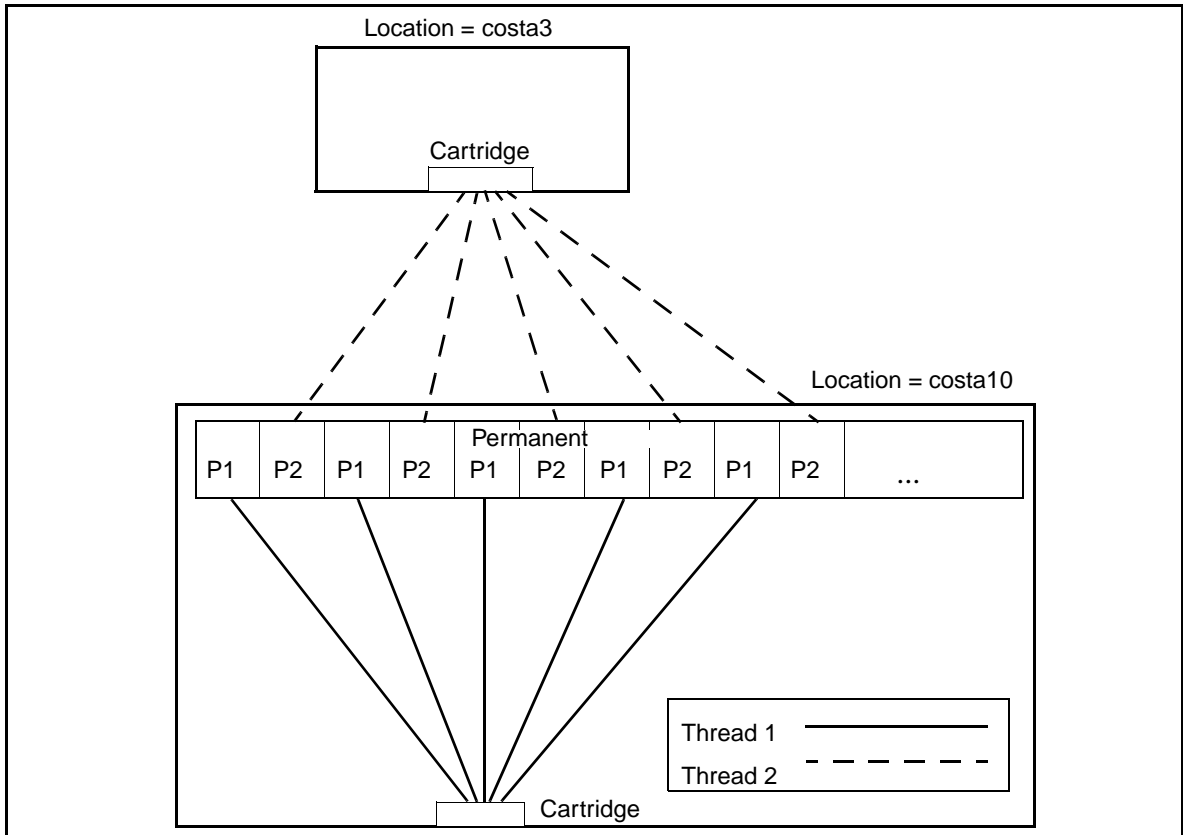 Location = costa3
Cartridge
Location = costa10
Permanent
P1 P2 P1 P2 P1 P2 P1 P2 P1 P2 ...
Thread 1
Thread 2
Cartridge